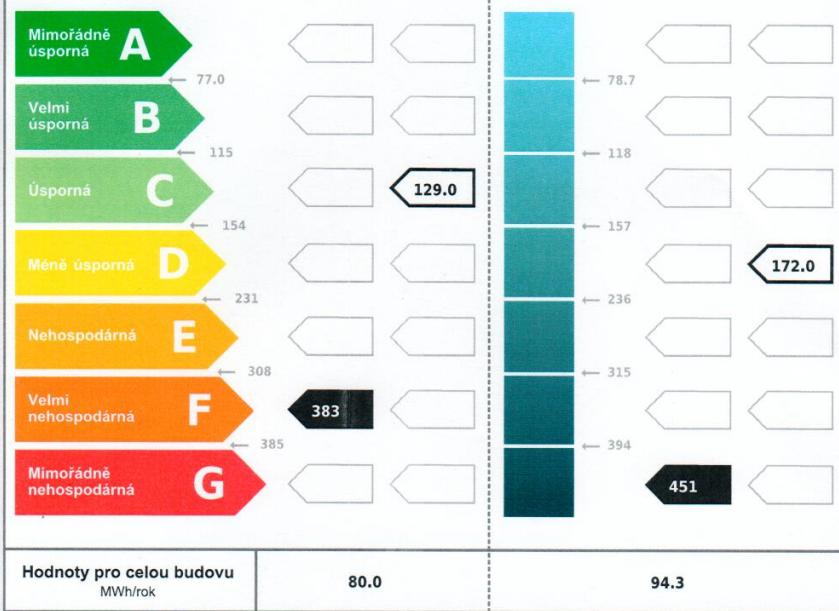 Mimořádně
úsporná A
← 77.0
← 78.7
Velmi
úsporná B
← 115
← 118
Úsporná C
129.0
← 154
← 157
Méně úsporná D
172.0
← 231
← 236
Nehospodárná E
← 308
← 315
Velmi
nehospodárná F
383
← 385
← 394
Mimořádně
nehospodárná G
451
Hodnoty pro celou budovu
MWh/rok
80.0
94.3